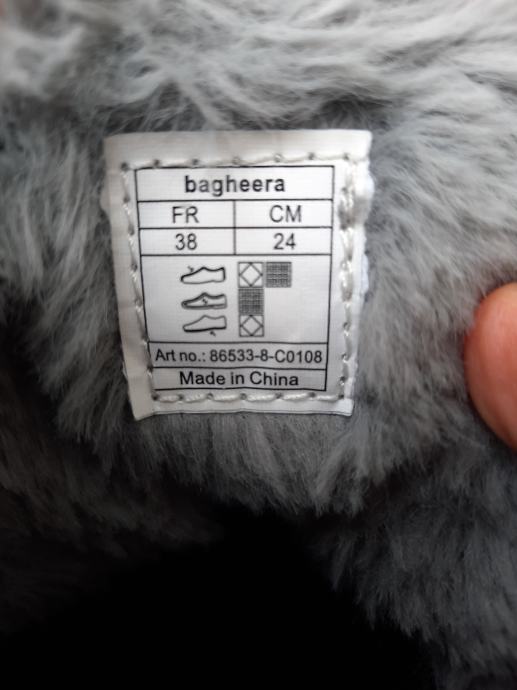 bagheera
FR CM
38 24
Art no.: 86533-8-C0108
Made in China